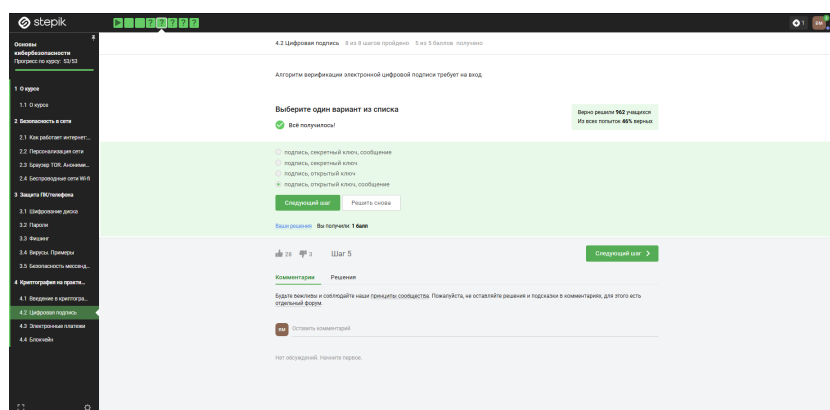 stepik
1
ВМ
Основы
кибербезопасности
Прогресс по курсу: 53/53
1 О курсе
1.1 О курсе
2 Безопасность в сети
2.1 Как работает интернет:...
2.2 Персонализация сети
2.3 Браузер TOR. Анонимн...
2.4 Беспроводные сети Wi-fi
3 Защита ПК/телефона
3.1 Шифрование диска
3.2 Пароли
3.3 Фишинг
3.4 Вирусы. Примеры
3.5 Безопасность мессенд...
4 Криптография на практи...
4.1 Введение в криптогра...
4.2 Цифровая подпись
4.3 Электронные платежи
4.4 Блокчейн
4.2 Цифровая подпись 8 из 8 шагов пройдено 5 из 5 баллов получено
Алгоритм верификации электронной цифровой подписи требует на вход
Выберите один вариант из списка
Всё получилось!
Верно решили 962 учащихся
Из всех попыток 46% верных
подпись, секретный ключ, сообщение
подпись, секретный ключ
подпись, открытый ключ
подпись, открытый ключ, сообщение
Следующий шаг
Решить снова
Ваши решения Вы получили: 1 балл
28 3 Шаг 5
Следующий шаг
Комментарии Решения
Будьте вежливы и соблюдайте наши принципы сообщества. Пожалуйста, не оставляйте решения и подсказки в комментариях, для этого есть
отдельный форум.
ВМ Оставить комментарий
Нет обсуждений. Начните первое.